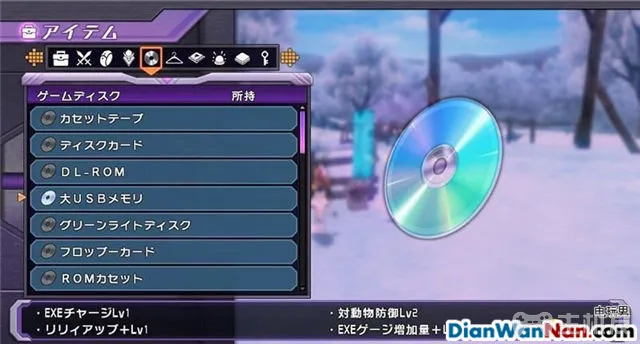 アイテム
ゲームディスク 所持
カセットテープ
ディスクカード
DL-ROM
大USBメモリ
グリーンライトディスク
フロッピーカード
ROMカセット
・EXEチャージLv1 ・対動物防御Lv2
・リリィアップ+Lv1 ・EXEゲージ増加量+L
电玩男
DianWanNan.com